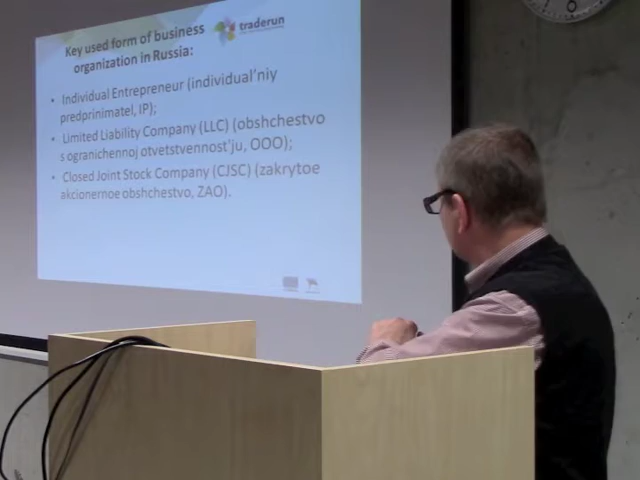 Key used form of business
organization in Russia:
traderun
• Individual Entrepreneur (individual'niy
predprinimatel, IP);
• Limited Liability Company (LLC) (obshchestvo
s ogranichennoj otvetstvennost'ju, OOO);
• Closed Joint Stock Company (CJSC) (zakrytoe
akcionernoe obshchestvo, ZAO).